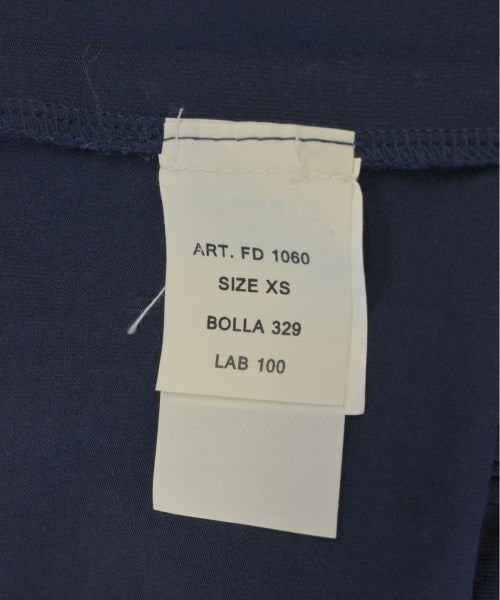 ART. FD 1060
SIZE XS
BOLLA 329
LAB 100